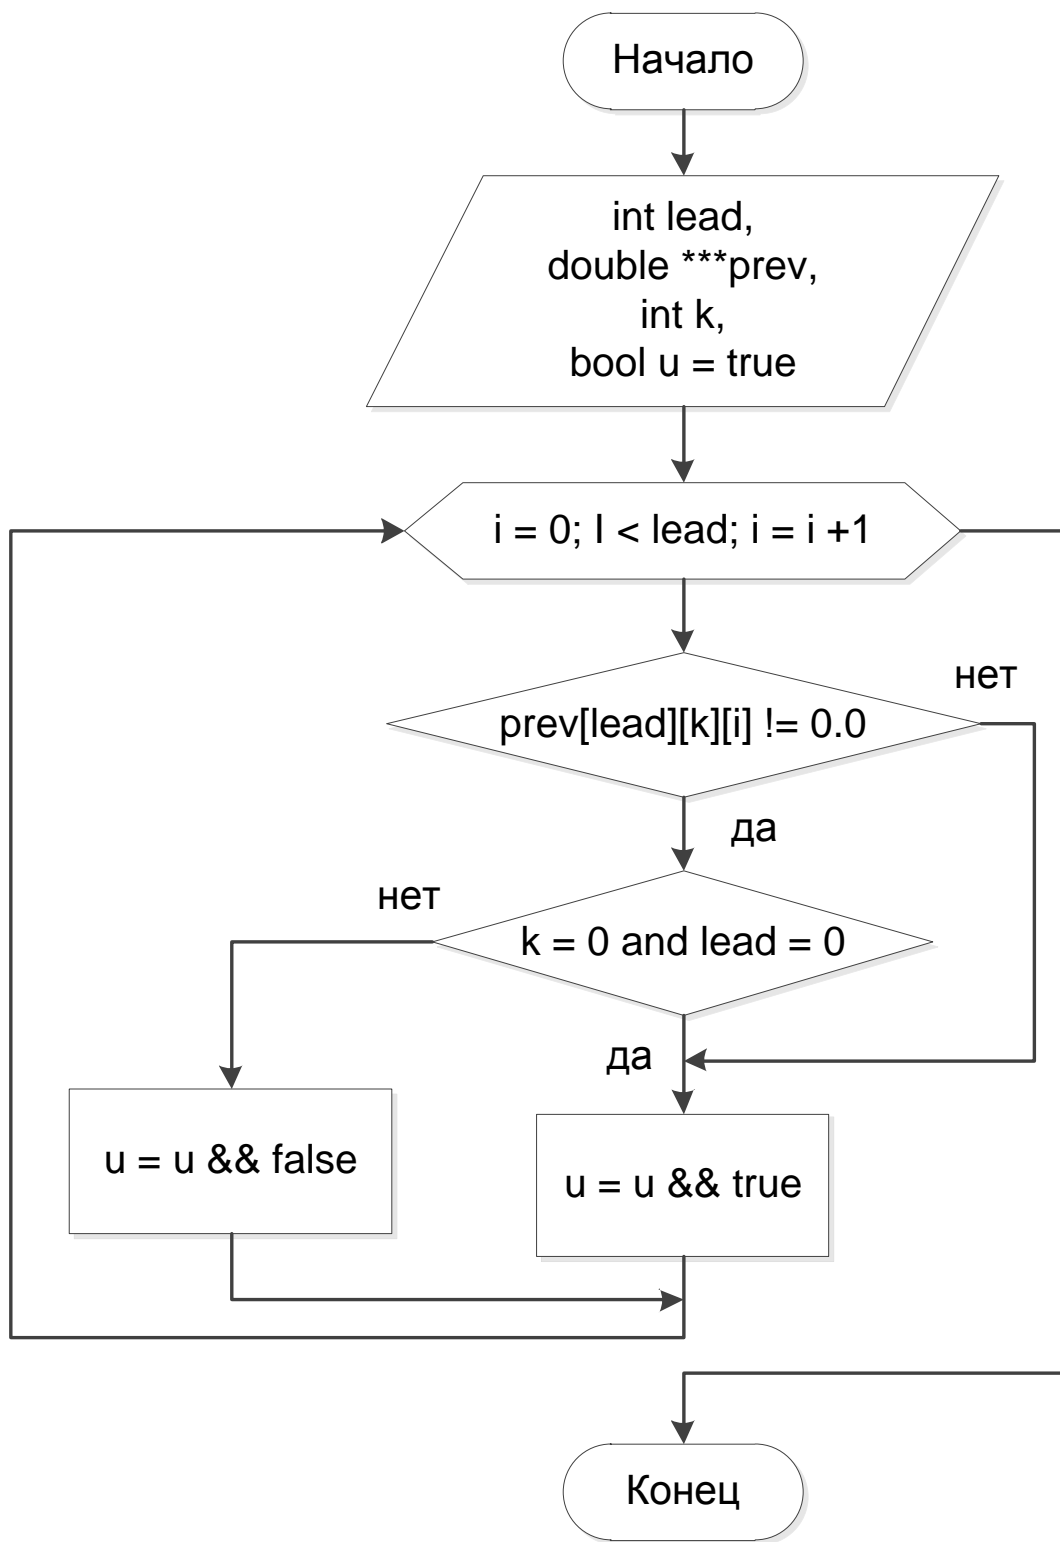 Начало
int lead,
double ***prev,
int k,
bool u = true
i = 0; I < lead; i = i +1
нет
prev[lead][k][i] != 0.0
да
нет
k = 0 and lead = 0
да
u = u && false
u = u && true
Конец